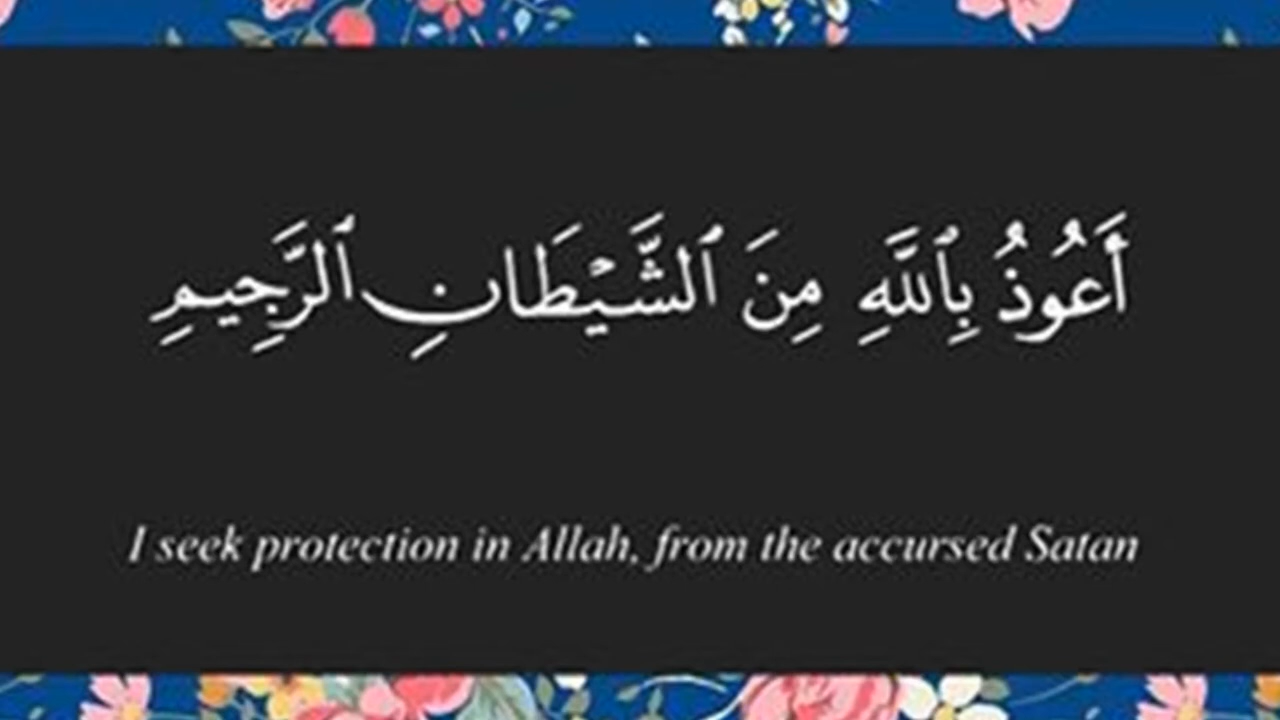 أَعُوذُ بِٱللَّهِ مِنَ ٱلشَّيْطَانِ ٱلرَّجِيمِ
I seek protection in Allah, from the accursed Satan